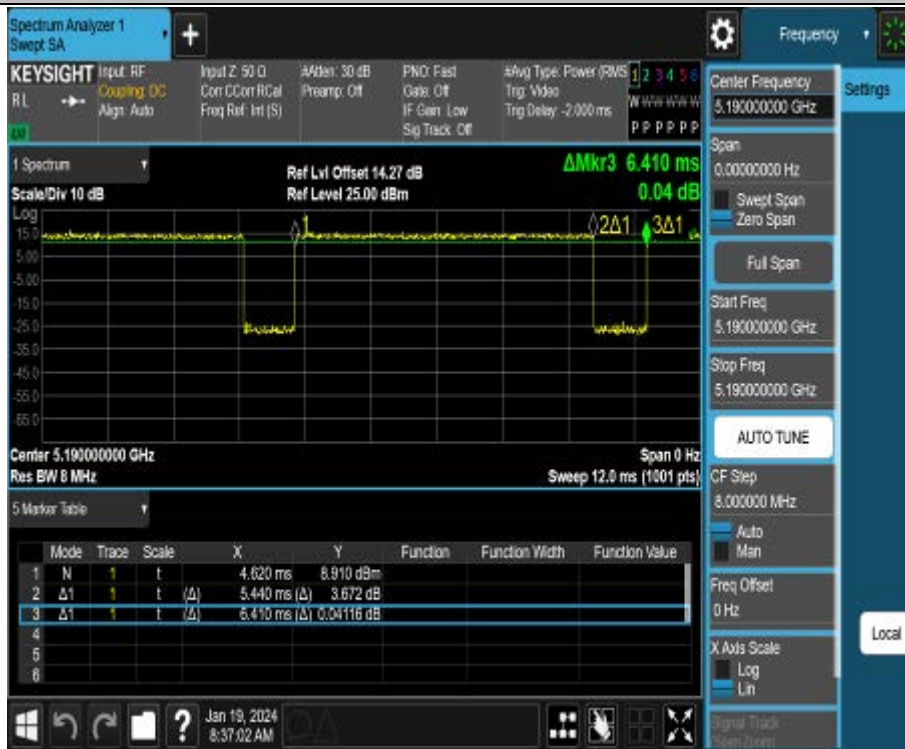 Spectrum Analyzer 1
Swept SA
+
Frequency
KEYSIGHT
RL
Input: RF
Coupling: DC
Align: Auto
Input Z: 50 Ω
Corr CCorr RCal
Freq Ref: Int (S)
#Atten: 30 dB
Preamp: Off
PNO: Fast
Gate: Off
IF Gain: Low
Sig Track: Off
#Avg Type: Power (RMS
Trig: Video
Trig Delay: -2.000 ms
1 2 3 4 5 6
W W W W W W
P P P P P P
1 Spectrum
Scale/Div 10 dB
Log
Ref Lvl Offset 14.27 dB
Ref Level 25.00 dBm
ΔMkr3 6.410 ms
0.04 dB
1
2Δ1
3Δ1
15.0
5.00
-5.00
-15.0
-25.0
-35.0
-45.0
-55.0
-65.0
Center 5.190000000 GHz
Res BW 8 MHz
Span 0 Hz
Sweep 12.0 ms (1001 pts)
5 Marker Table
Mode Trace Scale X Y Function Function Width Function Value
1 N 1 t 4.620 ms 8.910 dBm
2 Δ1 1 t (Δ) 5.440 ms (Δ) 3.672 dB
3 Δ1 1 t (Δ) 6.410 ms (Δ) 0.04116 dB
4
5
6
Jan 19, 2024
8:37:02 AM
Center Frequency
5.190000000 GHz
Span
0.00000000 Hz
Swept Span
Zero Span
Full Span
Start Freq
5.190000000 GHz
Stop Freq
5.190000000 GHz
AUTO TUNE
CF Step
8.000000 MHz
Auto
Man
Freq Offset
0 Hz
X Axis Scale
Log
Lin
Signal Track
(Span Zoom)
Settings
Local